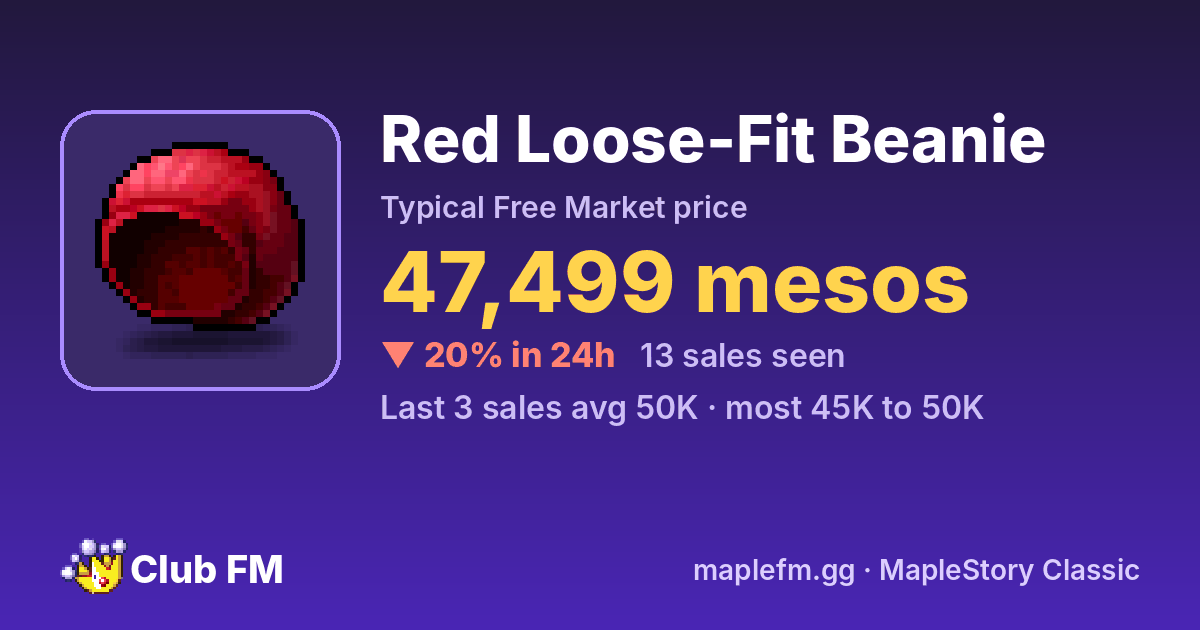 Red Loose-Fit Beanie
Typical Free Market price
47,499 mesos
▼ 20% in 24h 13 sales seen
Last 3 sales avg 50K · most 45K to 50K
Club FM
maplefm.gg · MapleStory Classic